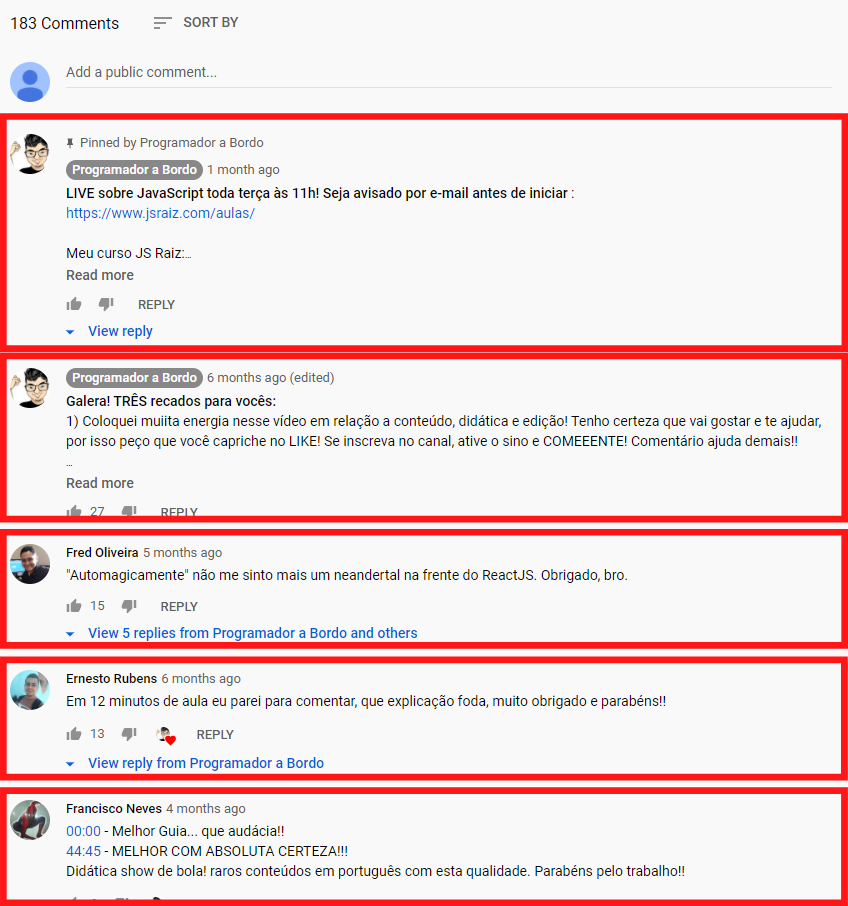 183 Comments SORT BY
Add a public comment...
Pinned by Programador a Bordo
Programador a Bordo 1 month ago
LIVE sobre JavaScript toda terça às 11h! Seja avisado por e-mail antes de iniciar :
https://www.jsraiz.com/aulas/
Meu curso JS Raiz:...
Read more
REPLY
View reply
Programador a Bordo 6 months ago (edited)
Galera! TRÊS recados para vocês:
1) Coloquei muiita energia nesse vídeo em relação a conteúdo, didática e edição! Tenho certeza que vai gostar e te ajudar,
por isso peço que você capriche no LIKE! Se inscreva no canal, ative o sino e COMEEENTE! Comentário ajuda demais!!
...
Read more
27 REPLY
Fred Oliveira 5 months ago
"Automagicamente" não me sinto mais um neandertal na frente do ReactJS. Obrigado, bro.
15 REPLY
View 5 replies from Programador a Bordo and others
Ernesto Rubens 6 months ago
Em 12 minutos de aula eu parei para comentar, que explicação foda, muito obrigado e parabéns!!
13 REPLY
View reply from Programador a Bordo
Francisco Neves 4 months ago
00:00 - Melhor Guia... que audácia!!
44:45 - MELHOR COM ABSOLUTA CERTEZA!!!
Didática show de bola! raros conteúdos em português com esta qualidade. Parabéns pelo trabalho!!